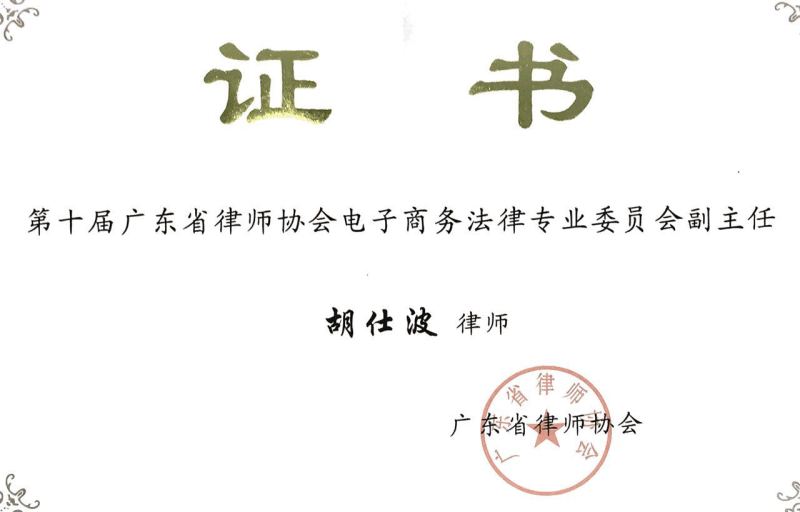 证书
第十届广东省律师协会电子商务法律专业委员会副主任
胡仕波 律师
广东省律师协会
广东省律师协会